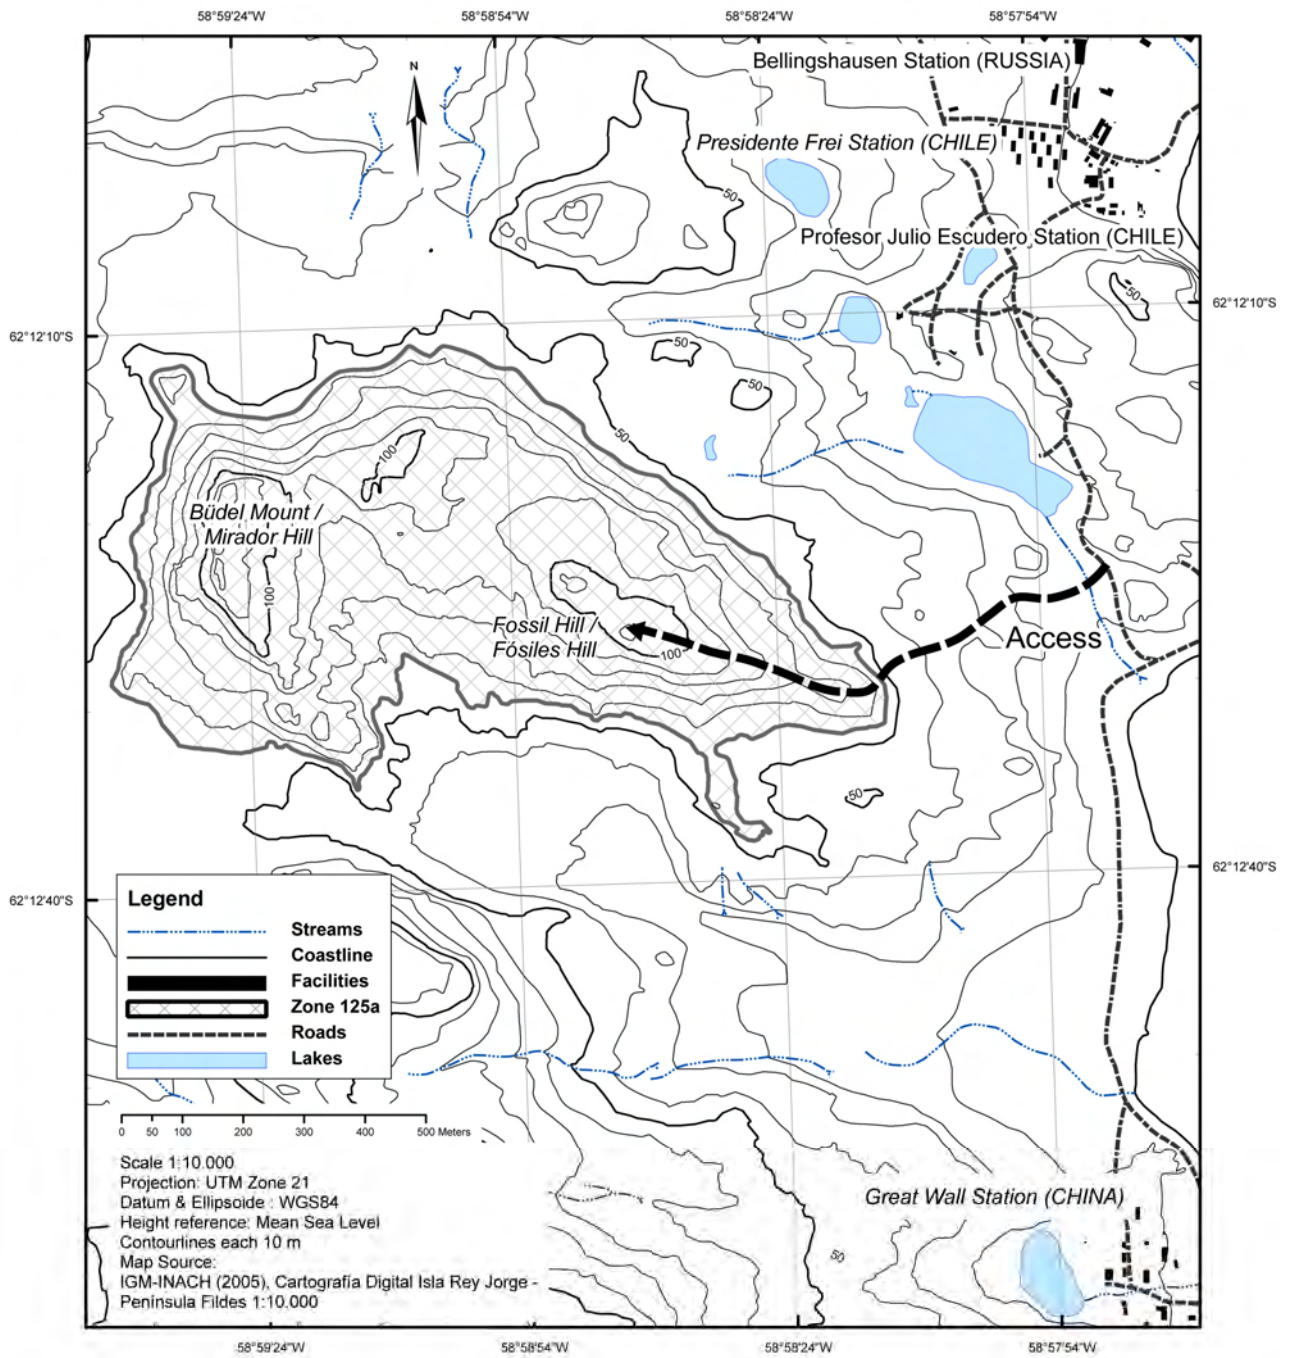 58°59'24"W 58°58'54"W 58°58'24"W 58°57'54"W
Bellingshausen Station (RUSSIA)
N
Presidente Frei Station (CHILE)
50
Profesor Julio Escudero Station (CHILE)
50
62°12'10"S
62°12'10"S
50
50
50
100
Büdel Mount /
Mirador Hill
100
Fossil Hill /
Fósiles Hill
100
Access
50
62°12'40"S
62°12'40"S
Legend
Streams
Coastline
Facilities
Zone 125a
Roads
Lakes
0 50 100 200 300 400 500 Meters
Scale 1:10.000
Projection: UTM Zone 21
Datum & Ellipsoide : WGS84
Height reference: Mean Sea Level
Contourlines each 10 m
Map Source:
IGM-INACH (2005), Cartografía Digital Isla Rey Jorge -
Península Fildes 1:10.000
Great Wall Station (CHINA)
50
58°59'24"W 58°58'54"W 58°58'24"W 58°57'54"W